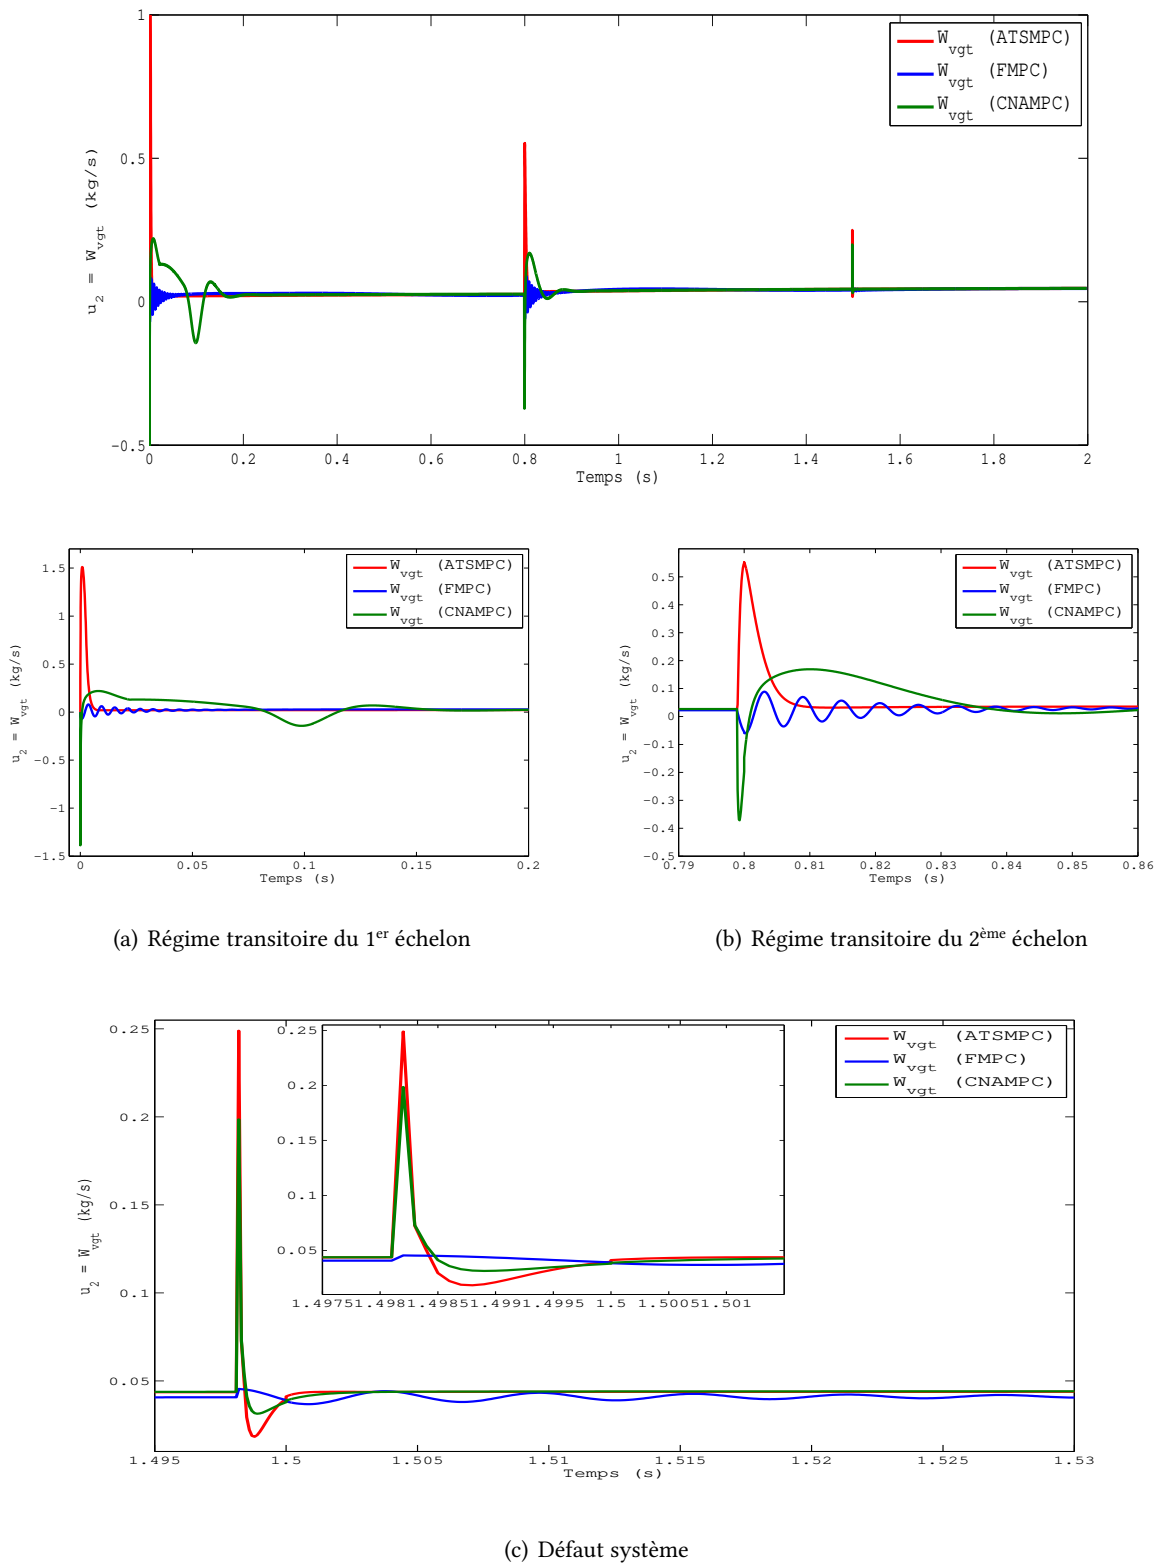 1
0.5
0
-0.5
u2 = Wvgt (kg/s)
Wvgt (ATSMPC)
Wvgt (FMPC)
Wvgt (CNAMPC)
0 0.2 0.4 0.6 0.8 1 1.2 1.4 1.6 1.8 2
Temps (s)
1.5
1
0.5
0
−0.5
−1
−1.5
u2 = Wvgt (kg/s)
Wvgt (ATSMPC)
Wvgt (FMPC)
Wvgt (CNAMPC)
0 0.05 0.1 0.15 0.2
Temps (s)
(a) Régime transitoire du 1er échelon
0.5
0.4
0.3
0.2
0.1
0
−0.1
−0.2
−0.3
−0.4
−0.5
u2 = Wvgt (kg/s)
Wvgt (ATSMPC)
Wvgt (FMPC)
Wvgt (CNAMPC)
0.79 0.8 0.81 0.82 0.83 0.84 0.85 0.86
Temps (s)
(b) Régime transitoire du 2ème échelon
0.25
0.2
0.15
0.1
0.05
u2 = Wvgt (kg/s)
0.25
0.2
0.15
0.1
0.05
1.49751 1.4981 1.49851 1.4991 1.4995 1.5 1.5005 1.501
Wvgt (ATSMPC)
Wvgt (FMPC)
Wvgt (CNAMPC)
1.495 1.5 1.505 1.51 1.515 1.52 1.525 1.53
Temps (s)
(c) Défaut système